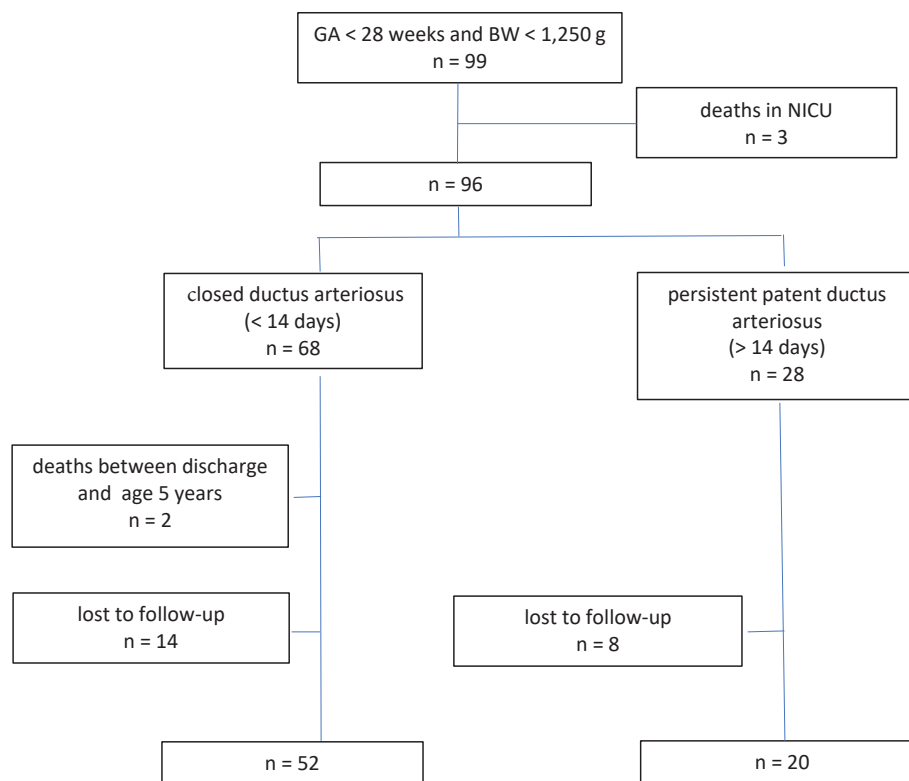 GA < 28 weeks and BW < 1,250 g
n = 99
deaths in NICU
n = 3
n = 96
closed ductus arteriosus
(< 14 days)
n = 68
persistent patent ductus
arteriosus
(> 14 days)
n = 28
deaths between discharge
and age 5 years
n = 2
lost to follow-up
n = 14
lost to follow-up
n = 8
n = 52
n = 20